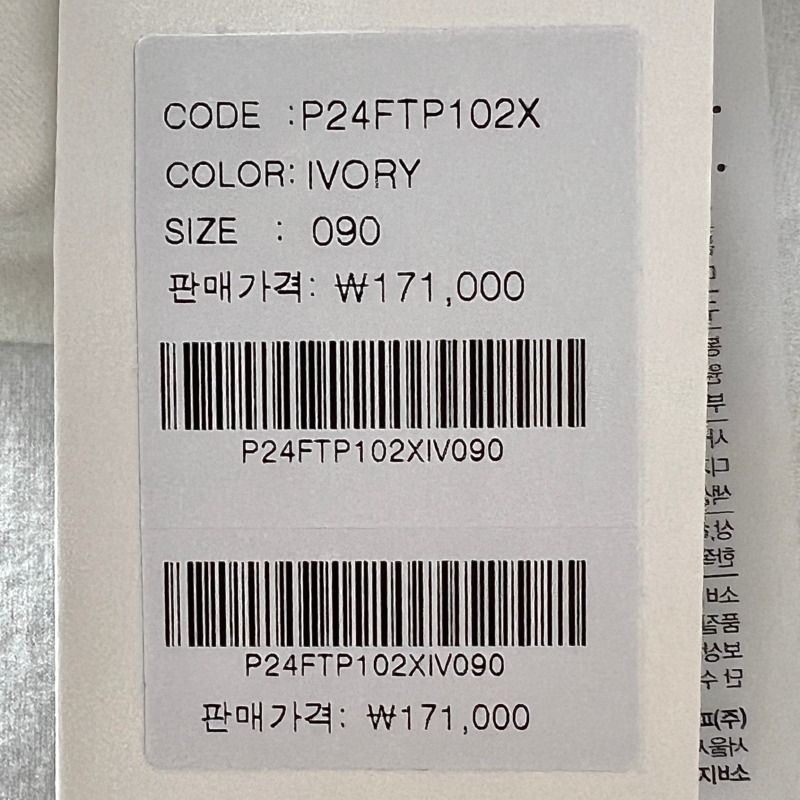 CODE :P24FTP102X
COLOR: IVORY
SIZE : 090
판매가격: ₩171,000
P24FTP102XIV090
P24FTP102XIV090
판매가격: ₩171,000